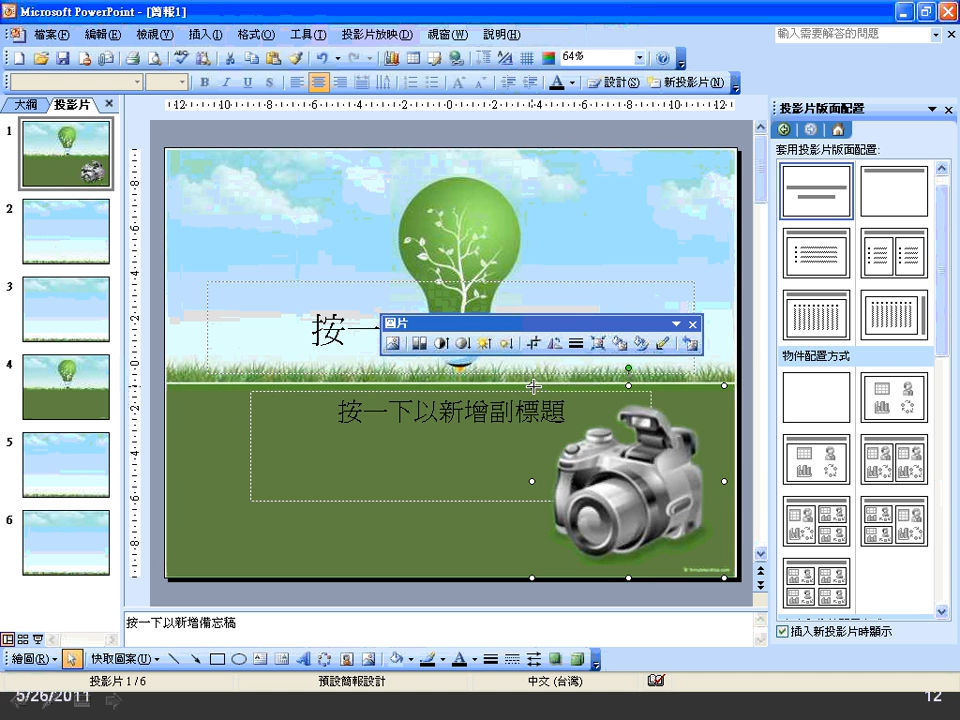 Microsoft PowerPoint - [簡報1]
檔案(F) 編輯(E) 檢視(V) 插入(I) 格式(O) 工具(T) 投影片放映(D) 視窗(W) 說明(H) 輸入需要解答的問題
64%
B I U S A A A 設計(S) 新投影片(N)
大綱 投影片
投影片版面配置
套用投影片版面配置:
1
2
3
4
5
6
圖片
按一
按一下以新增副標題
物件配置方式
按一下以新增備忘稿
插入新投影片時顯示
繪圖(R) 快取圖案(U)
投影片 1 / 6 預設簡報設計 中文 (台灣)
5/26/2011 12